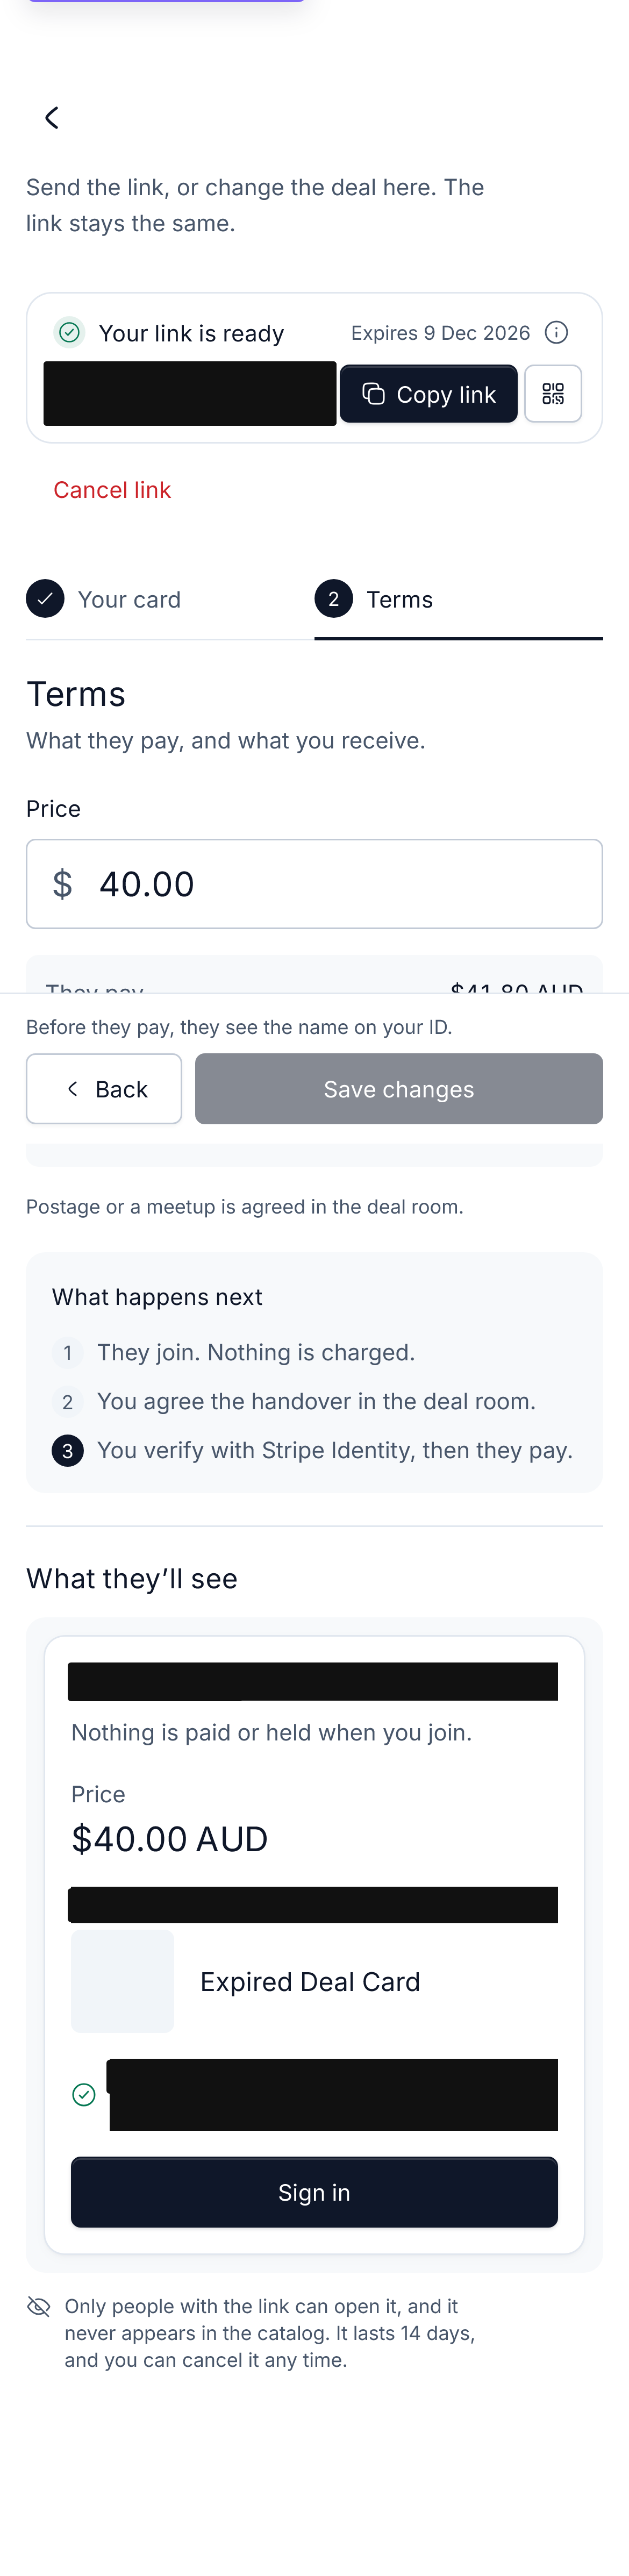 Send the link, or change the deal here. The
link stays the same.
Your link is ready
Expires 9 Dec 2026
Copy link
Cancel link
Your card
2 Terms
Terms
What they pay, and what you receive.
Price
$ 40.00
They pay $41.80 AUD
Before they pay, they see the name on your ID.
Back
Save changes
Postage or a meetup is agreed in the deal room.
What happens next
1 They join. Nothing is charged.
2 You agree the handover in the deal room.
3 You verify with Stripe Identity, then they pay.
What they’ll see
Nothing is paid or held when you join.
Price
$40.00 AUD
Expired Deal Card
Sign in
Only people with the link can open it, and it
never appears in the catalog. It lasts 14 days,
and you can cancel it any time.